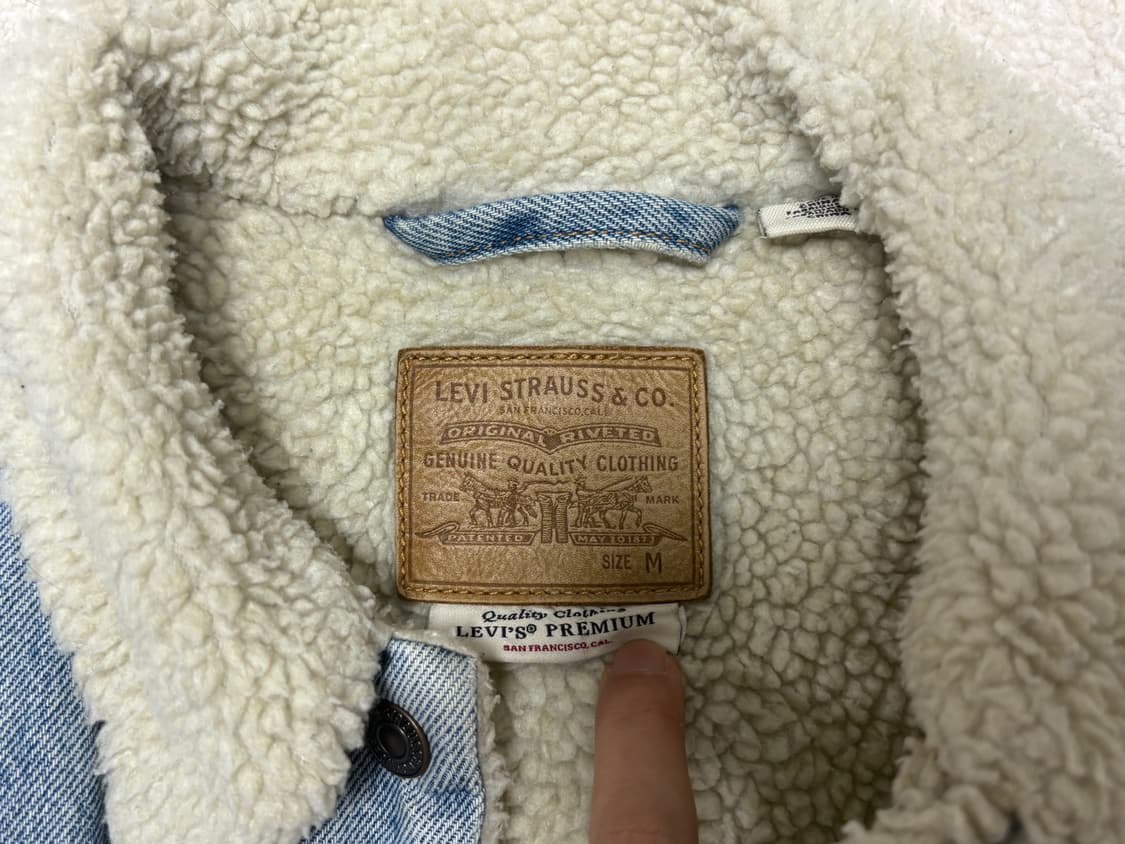 LEVI STRAUSS & CO.
SAN FRANCISCO, CAL.
ORIGINAL RIVETED
GENUINE QUALITY CLOTHING
TRADE MARK
PATENTED MAY 20 1873
SIZE M
Quality Clothing
LEVI'S® PREMIUM
SAN FRANCISCO, CAL.